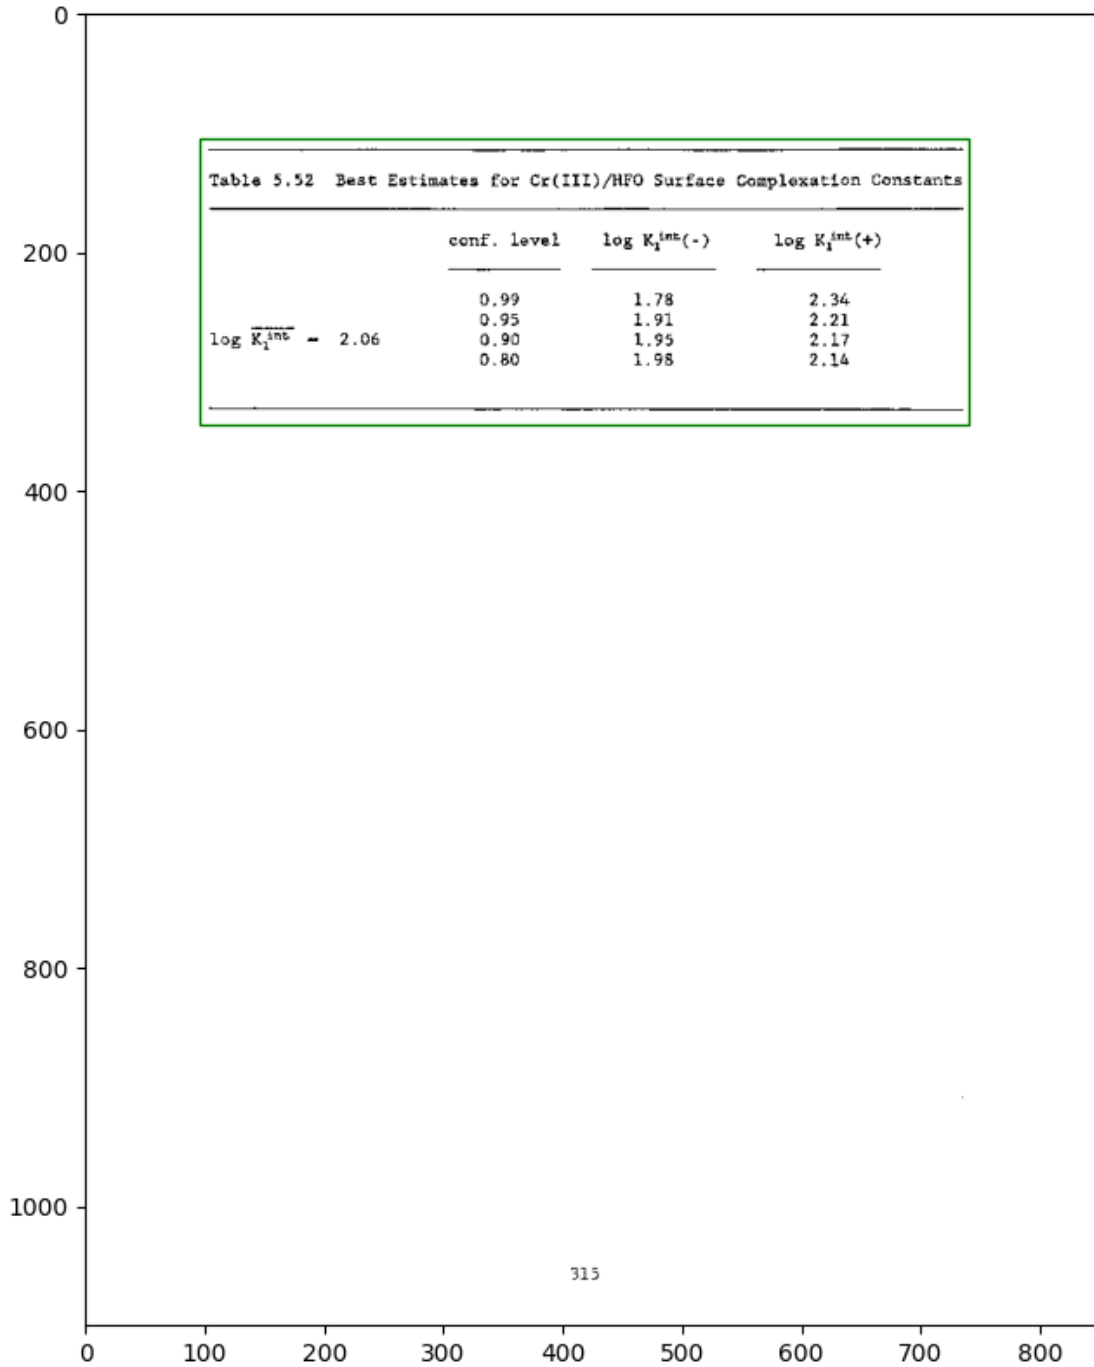 0
200
400
600
800
1000
Table 5.52 Best Estimates for Cr(III)/HFO Surface Complexation Constants
conf. level log K₁ⁱⁿᵗ(-) log K₁ⁱⁿᵗ(+)
0.99 1.78 2.34
0.95 1.91 2.21
log K₁ⁱⁿᵗ = 2.06 0.90 1.95 2.17
0.80 1.98 2.14
315
0 100 200 300 400 500 600 700 800